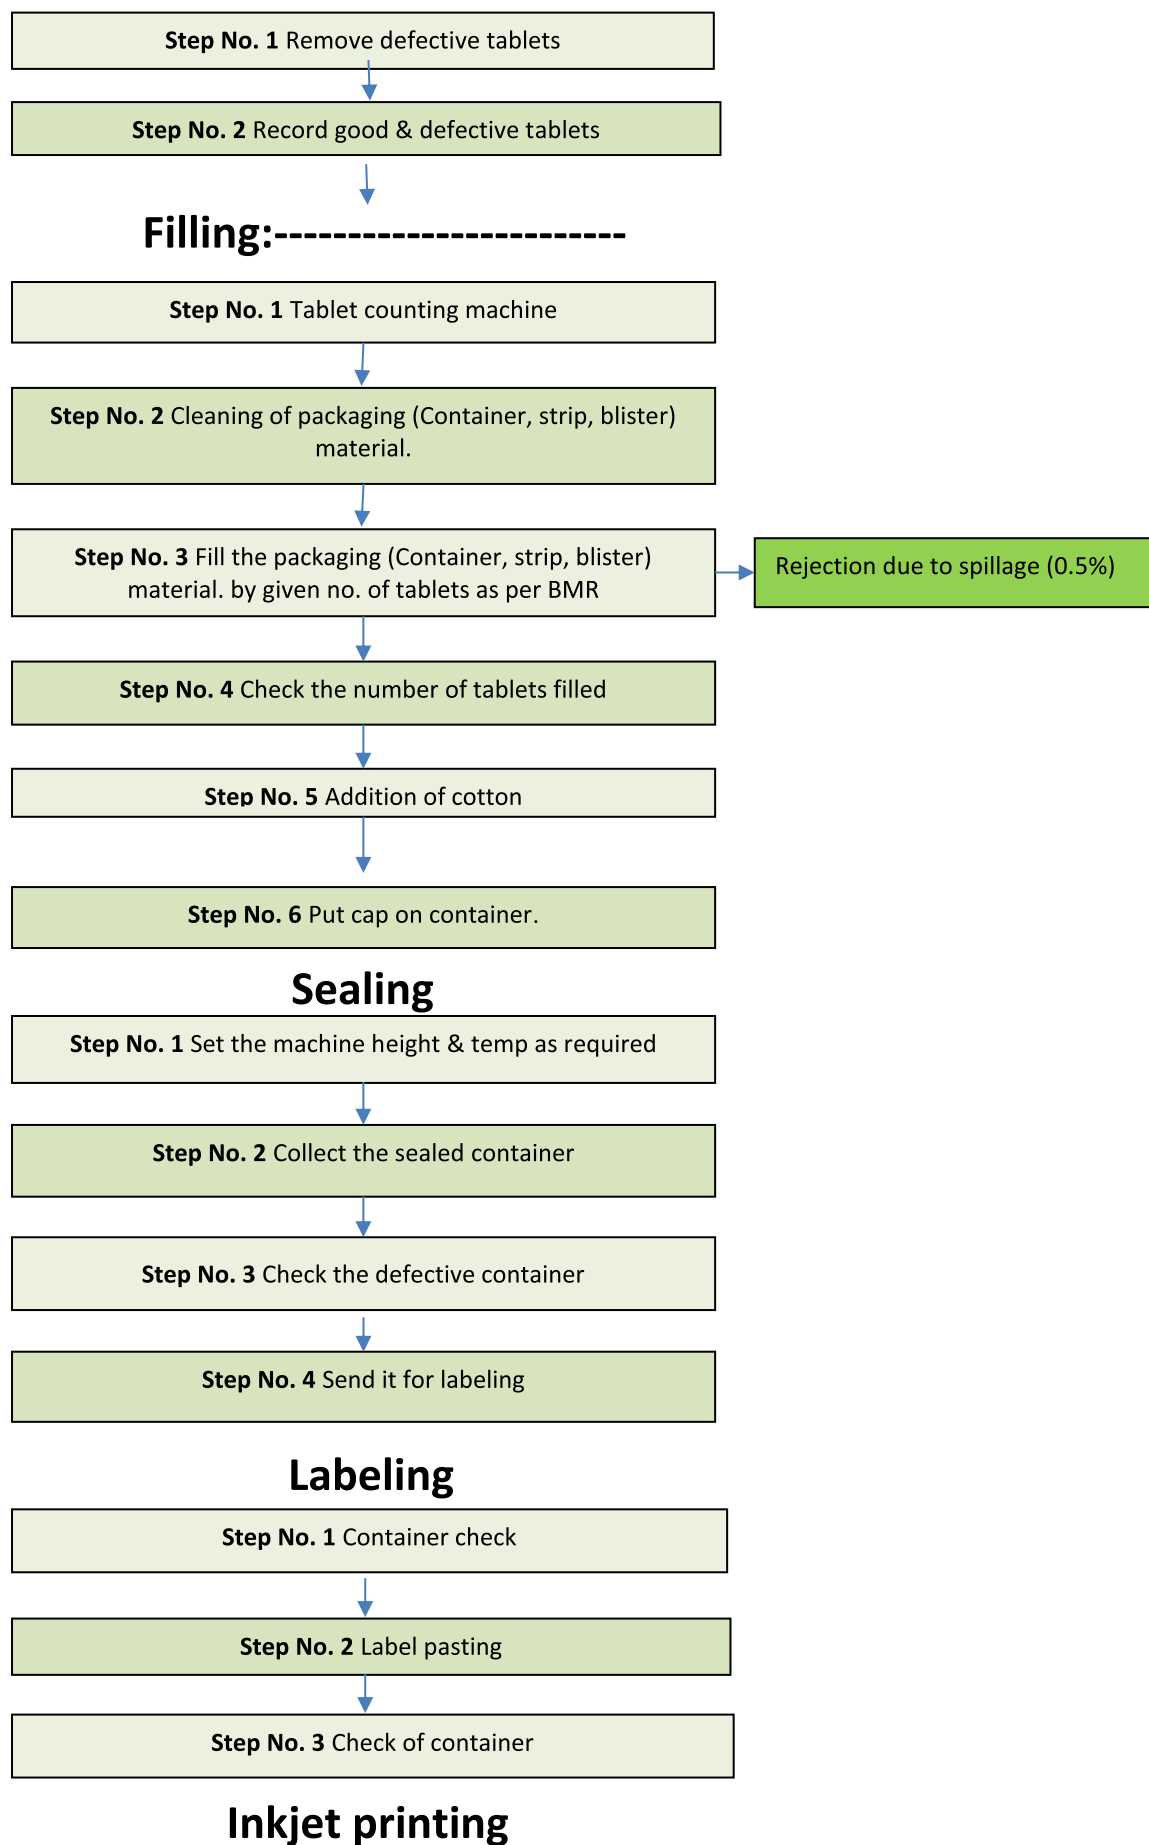 Step No. 1 Remove defective tablets
Step No. 2 Record good & defective tablets
Filling:------------------------
Step No. 1 Tablet counting machine
Step No. 2 Cleaning of packaging (Container, strip, blister)
material.
Step No. 3 Fill the packaging (Container, strip, blister)
material. by given no. of tablets as per BMR
Rejection due to spillage (0.5%)
Step No. 4 Check the number of tablets filled
Step No. 5 Addition of cotton
Step No. 6 Put cap on container.
Sealing
Step No. 1 Set the machine height & temp as required
Step No. 2 Collect the sealed container
Step No. 3 Check the defective container
Step No. 4 Send it for labeling
Labeling
Step No. 1 Container check
Step No. 2 Label pasting
Step No. 3 Check of container
Inkjet printing